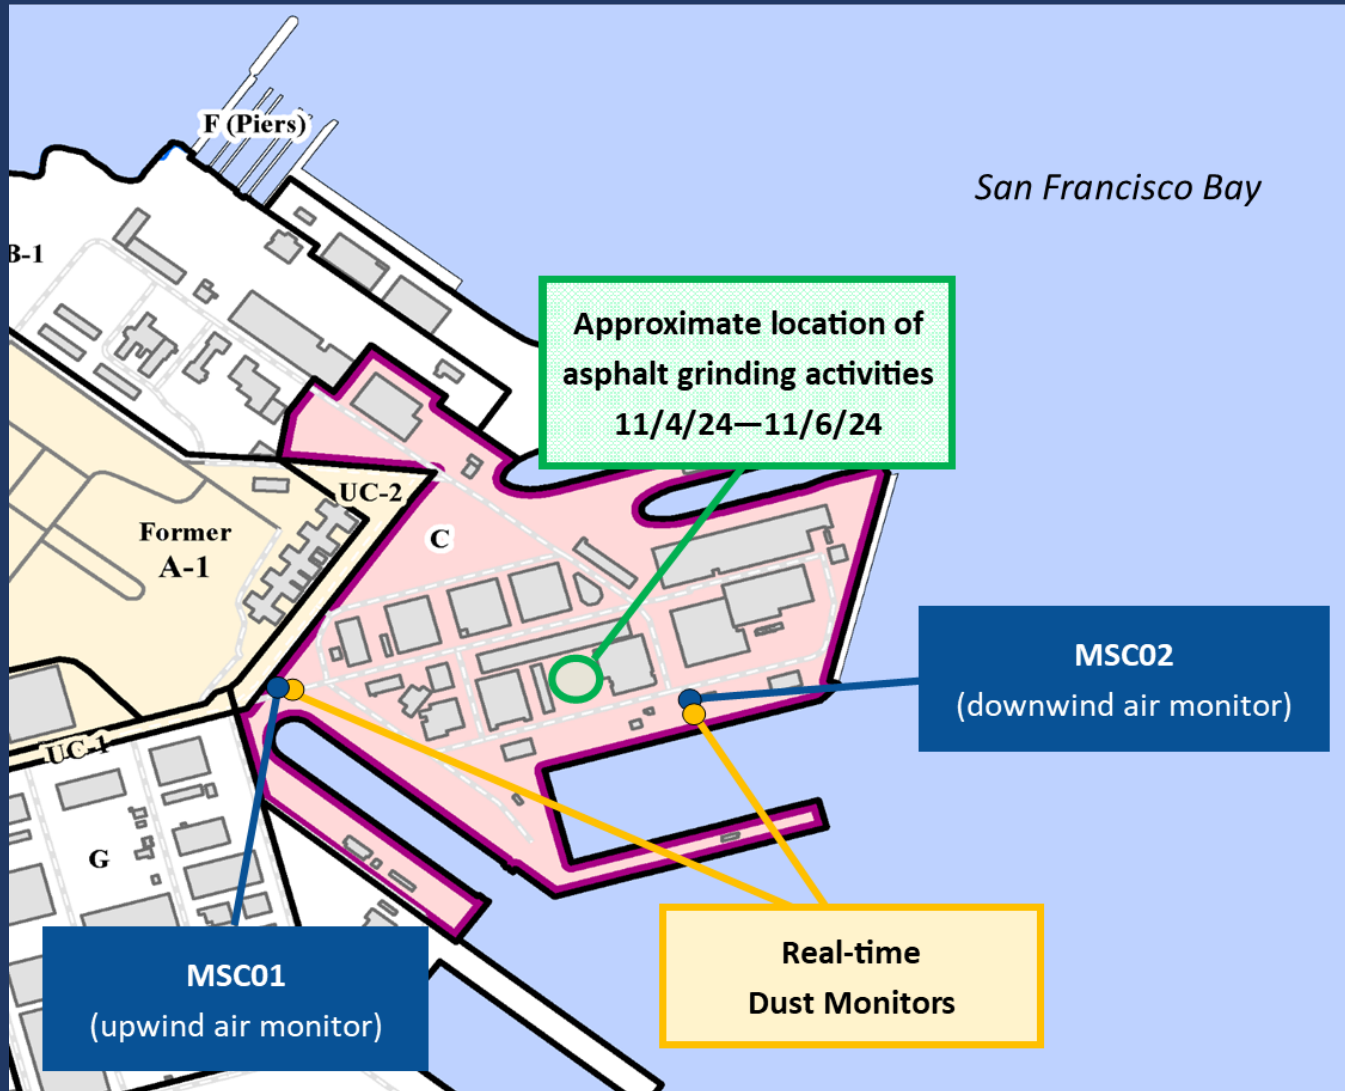 F (Piers)
San Francisco Bay
B-1
Approximate location of
asphalt grinding activities
11/4/24—11/6/24
UC-2
Former
A-1
C
MSC02
(downwind air monitor)
UC-1
G
Real-time
Dust Monitors
MSC01
(upwind air monitor)